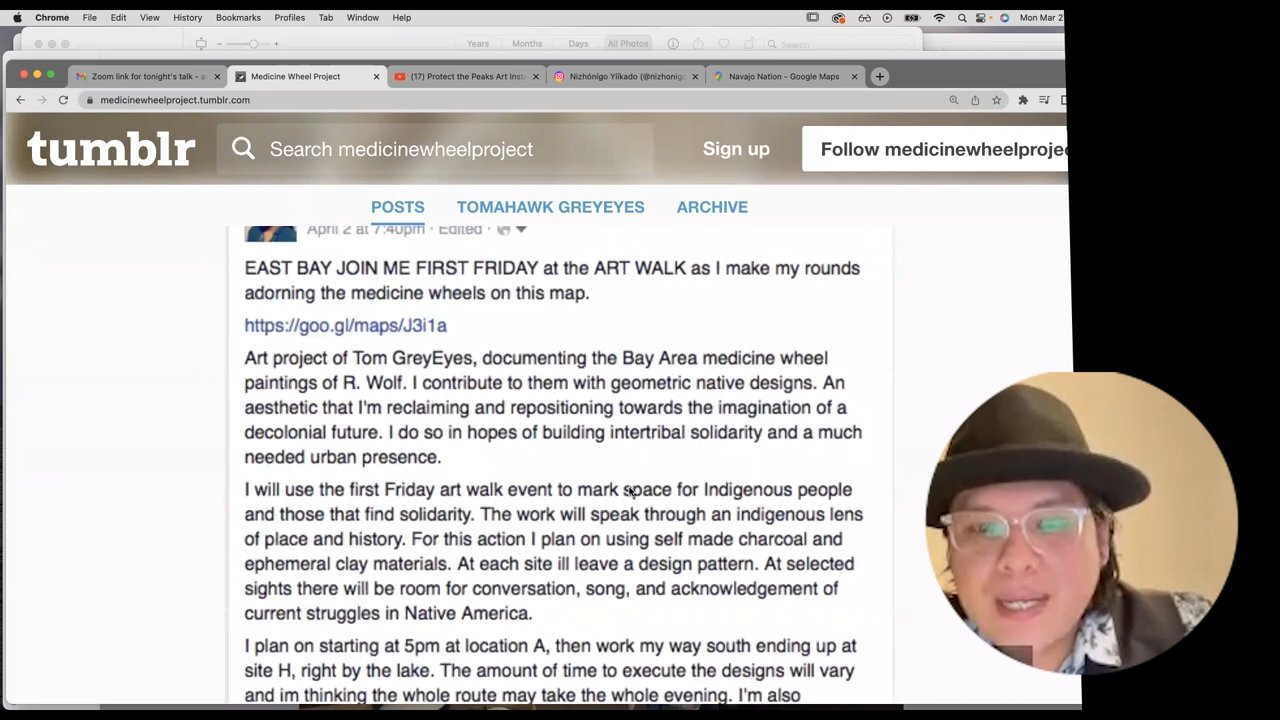 Chrome File Edit View History Bookmarks Profiles Tab Window Help Mon Mar 2
Years Months Days All Photos Search
Zoom link for tonight's talk - a Medicine Wheel Project (17) Protect the Peaks Art Inst Nizhónígo Yíikado (@nizhonig Navajo Nation - Google Maps
medicinewheelproject.tumblr.com
tumblr Search medicinewheelproject Sign up Follow medicinewheelprojec
POSTS TOMAHAWK GREYEYES ARCHIVE
April 2 at 7:40pm · Edited ·
EAST BAY JOIN ME FIRST FRIDAY at the ART WALK as I make my rounds
adorning the medicine wheels on this map.
https://goo.gl/maps/J3i1a
Art project of Tom GreyEyes, documenting the Bay Area medicine wheel
paintings of R. Wolf. I contribute to them with geometric native designs. An
aesthetic that I'm reclaiming and repositioning towards the imagination of a
decolonial future. I do so in hopes of building intertribal solidarity and a much
needed urban presence.
I will use the first Friday art walk event to mark space for Indigenous people
and those that find solidarity. The work will speak through an indigenous lens
of place and history. For this action I plan on using self made charcoal and
ephemeral clay materials. At each site ill leave a design pattern. At selected
sights there will be room for conversation, song, and acknowledgement of
current struggles in Native America.
I plan on starting at 5pm at location A, then work my way south ending up at
site H, right by the lake. The amount of time to execute the designs will vary
and im thinking the whole route may take the whole evening. I'm also